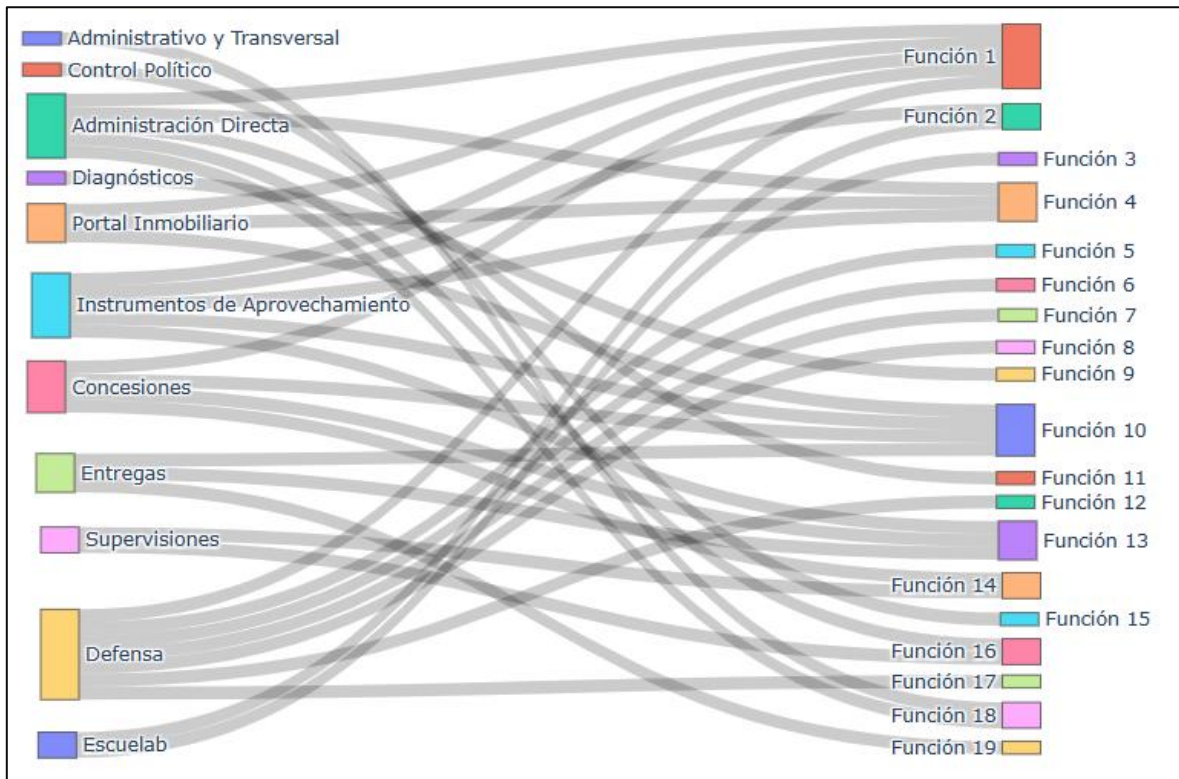 Administrativo y Transversal
Control Político
Administración Directa
Diagnósticos
Portal Inmobiliario
Instrumentos de Aprovechamiento
Concesiones
Entregas
Supervisiones
Defensa
Escuelab
Función 1
Función 2
Función 3
Función 4
Función 5
Función 6
Función 7
Función 8
Función 9
Función 10
Función 11
Función 12
Función 13
Función 14
Función 15
Función 16
Función 17
Función 18
Función 19